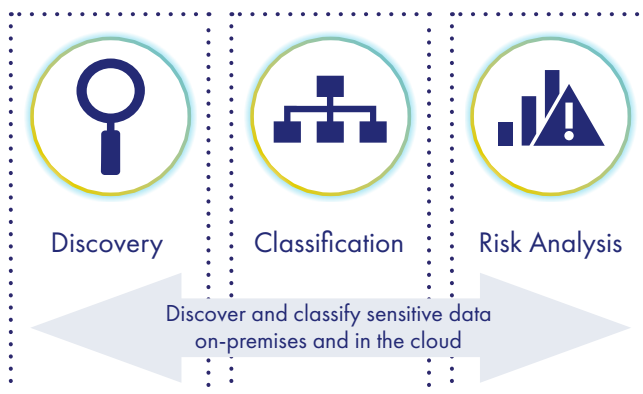 Discovery
Classification
Risk Analysis
Discover and classify sensitive data
on-premises and in the cloud